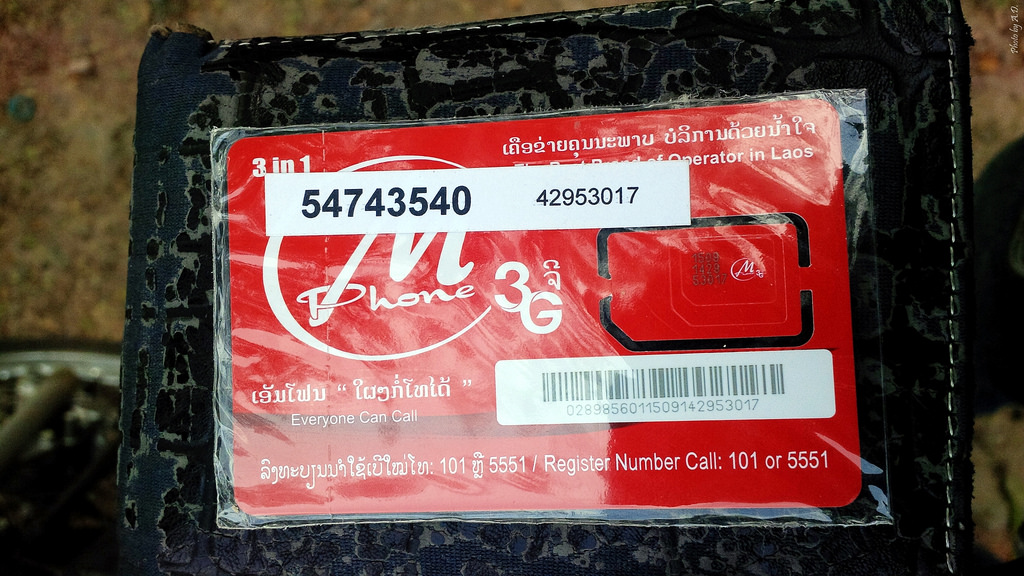 ເຄືອຂ່າຍຄຸນນະພາບ ບໍລິການດ້ວຍນ້ຳໃຈ
3 in 1
of Operator in Laos
54743540 42953017
M
Phone 3G ຈີ
ເອັມໂຟນ “ ໃຜໆກໍ່ໂທໄດ້ ”
Everyone Can Call
0289856011509142953017
ລົງທະບຽນນຳໃຊ້ເບີໃໝ່ໂທ: 101 ຫຼື 5551 / Register Number Call: 101 or 5551
Photo by A.D.